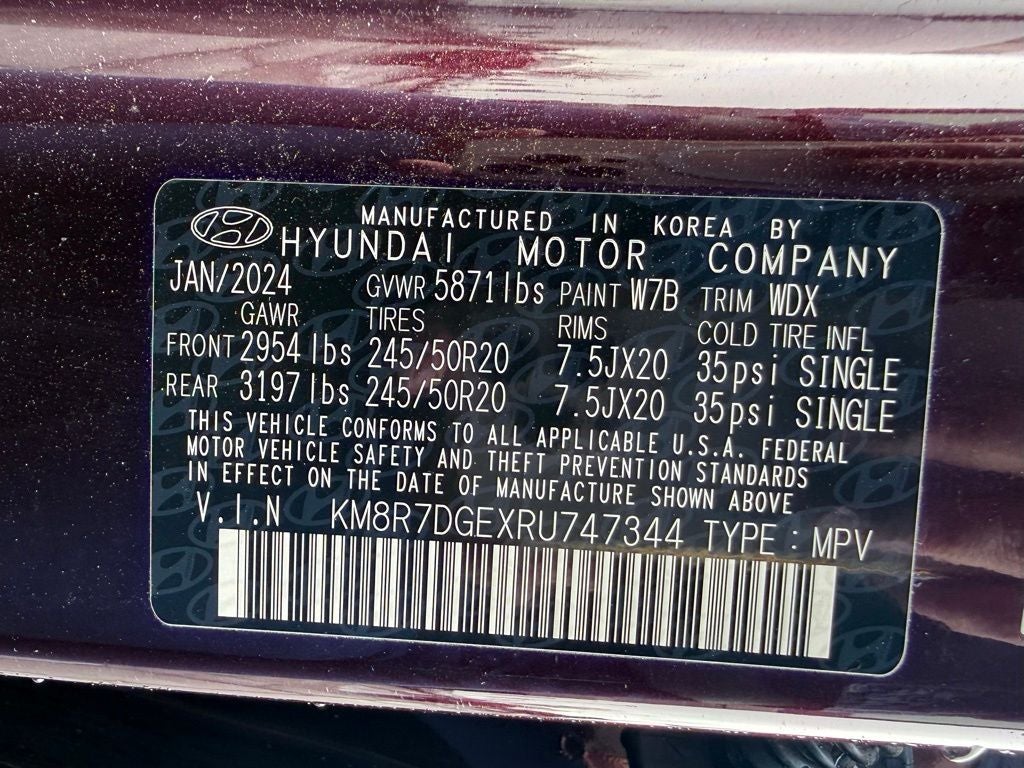 MANUFACTURED IN KOREA BY
HYUNDAI MOTOR COMPANY
JAN/2024 GVWR 5871lbs PAINT W7B TRIM WDX
GAWR TIRES RIMS COLD TIRE INFL
FRONT 2954lbs 245/50R20 7.5JX20 35psi SINGLE
REAR 3197lbs 245/50R20 7.5JX20 35psi SINGLE
THIS VEHICLE CONFORMS TO ALL APPLICABLE U.S.A. FEDERAL
MOTOR VEHICLE SAFETY AND THEFT PREVENTION STANDARDS
IN EFFECT ON THE DATE OF MANUFACTURE SHOWN ABOVE
V.I.N KM8R7DGEXRU747344 TYPE : MPV